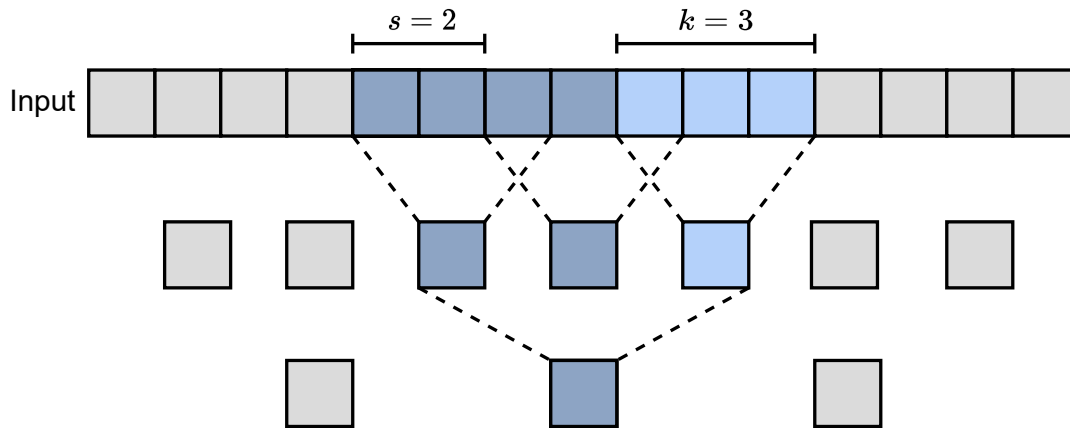 s = 2
k = 3
Input